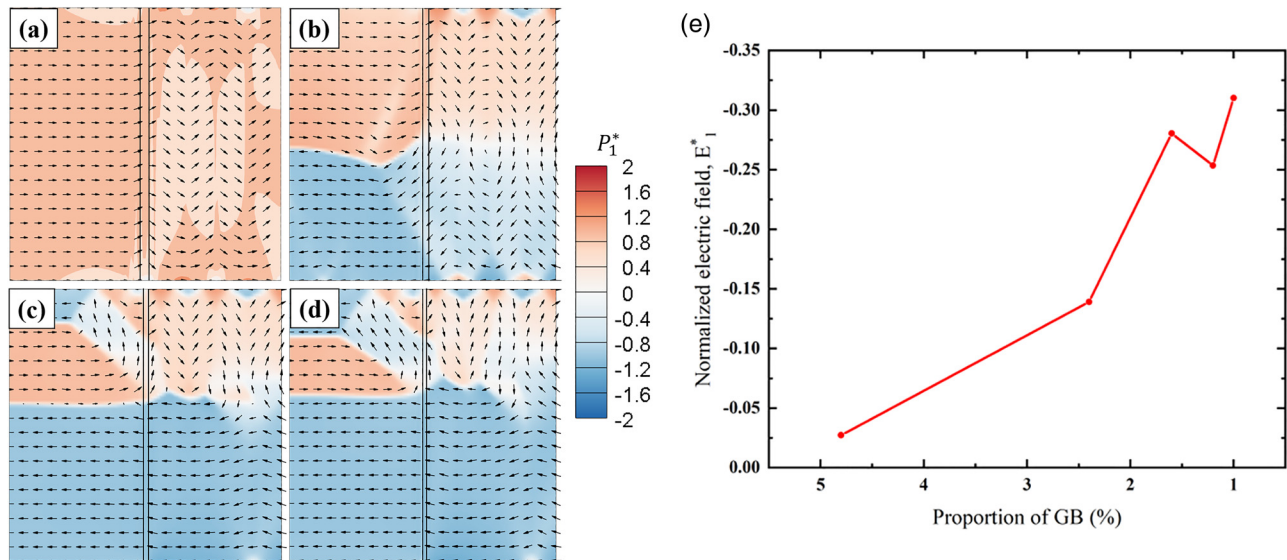 (a)
(b)
(c)
(d)
P₁*
2
1.6
1.2
0.8
0.4
0
-0.4
-0.8
-1.2
-1.6
-2
(e)
Normalized electric field, E*₁
-0.35
-0.30
-0.25
-0.20
-0.15
-0.10
-0.05
0.00
5 4 3 2 1
Proportion of GB (%)